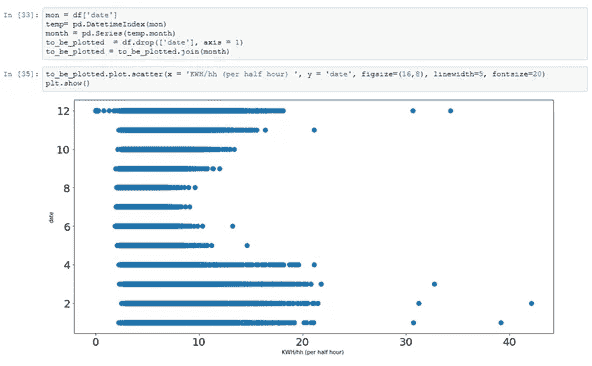 In [33]:
mon = df['date']
temp= pd.DatetimeIndex(mon)
month = pd.Series(temp.month)
to_be_plotted  = df.drop(['date'], axis = 1)
to_be_plotted = to_be_plotted.join(month)
In [35]:
to_be_plotted.plot.scatter(x = 'KWH/hh (per half hour) ', y = 'date', figsize=(16,8), linewidth=5, fontsize=20)
plt.show()
12
10
8
6
4
2
date
0 10 20 30 40
KWH/hh (per half hour)